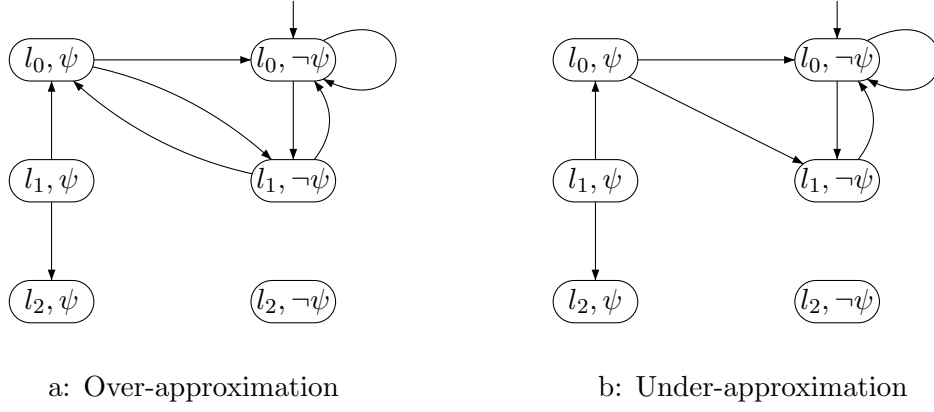 l₀, ψ l₀, ¬ψ l₀, ψ l₀, ¬ψ
l₁, ψ l₁, ¬ψ l₁, ψ l₁, ¬ψ
l₂, ψ l₂, ¬ψ l₂, ψ l₂, ¬ψ
a: Over-approximation b: Under-approximation